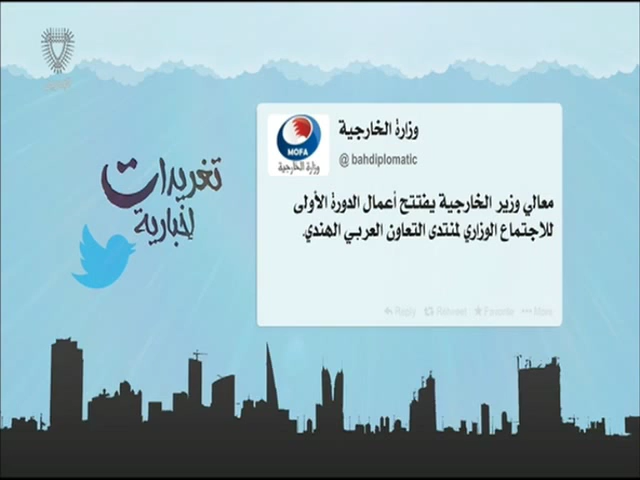 تغريدات
إخبارية
وزارة الخارجية
@ bahdiplomatic
MOFA
وزارة الخارجية
معالي وزير الخارجية يفتتح أعمال الدورة الأولى
للاجتماع الوزاري لمنتدى التعاون العربي الهندي.
Reply Retweet Favorite ••• More